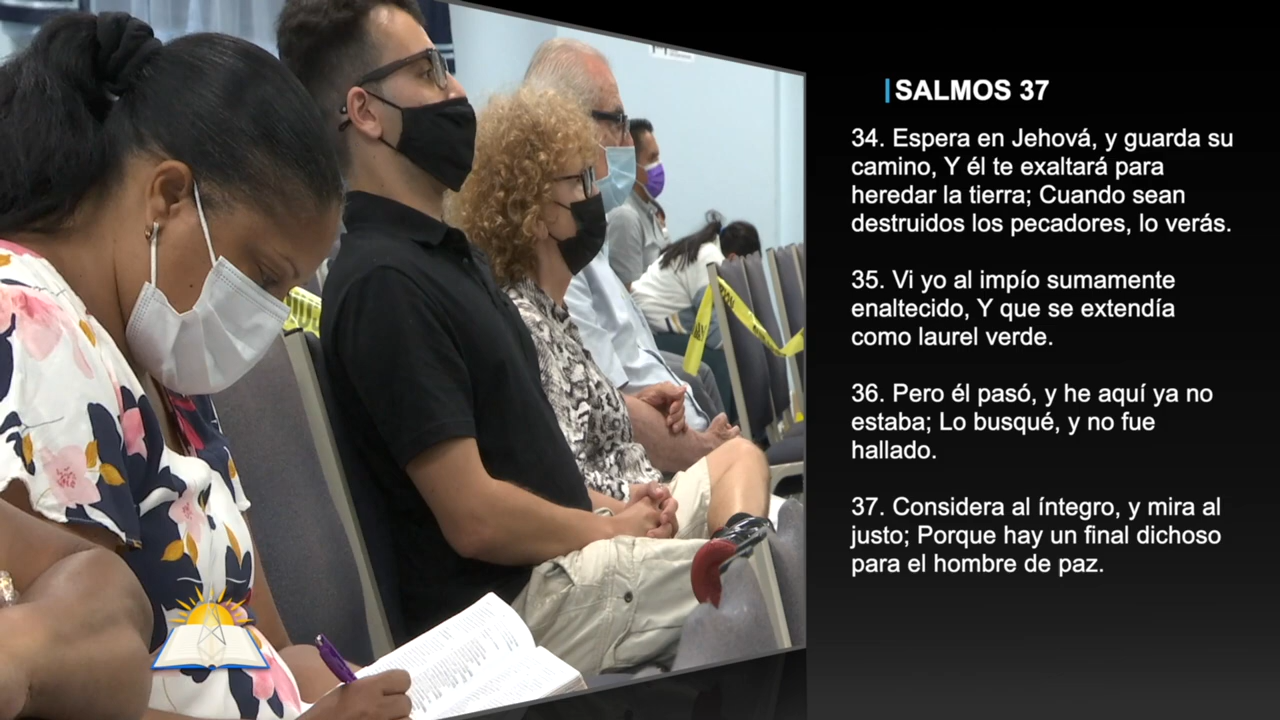 SALMOS 37
34. Espera en Jehová, y guarda su
camino, Y él te exaltará para
heredar la tierra; Cuando sean
destruidos los pecadores, lo verás.
35. Vi yo al impío sumamente
enaltecido, Y que se extendía
como laurel verde.
36. Pero él pasó, y he aquí ya no
estaba; Lo busqué, y no fue
hallado.
37. Considera al íntegro, y mira al
justo; Porque hay un final dichoso
para el hombre de paz.